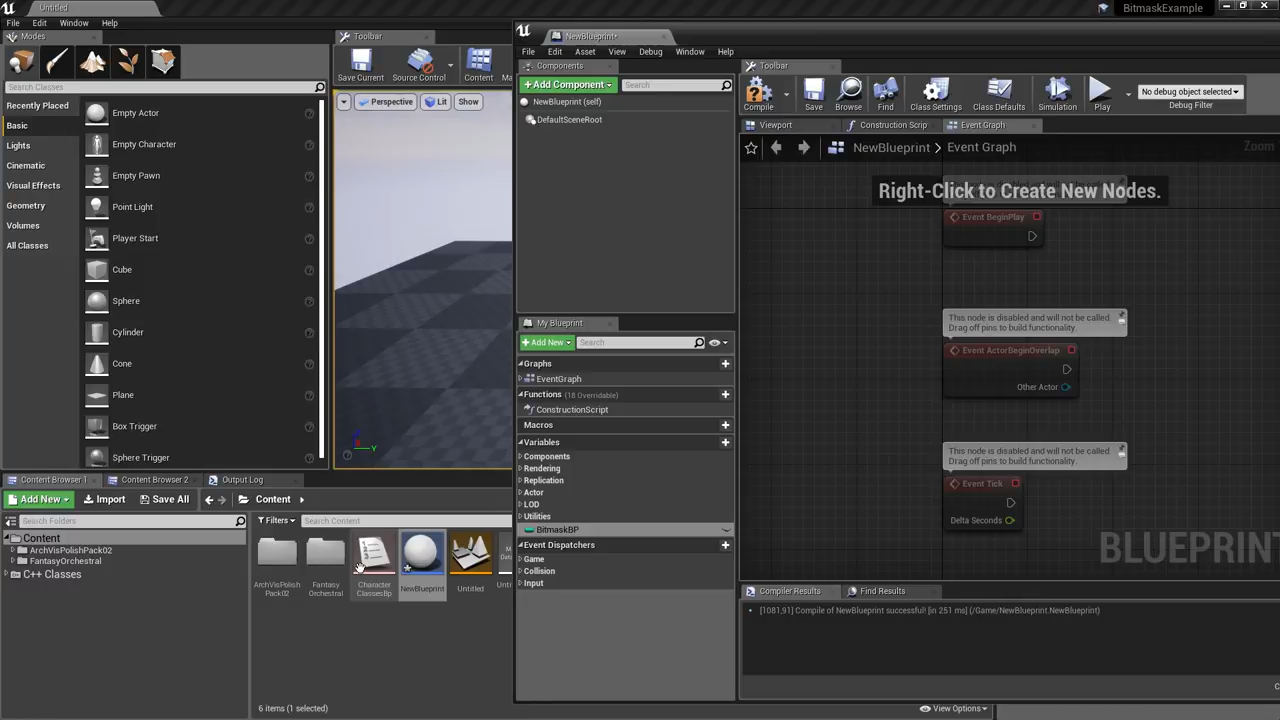 Untitled
BitmaskExample
File Edit Window Help
Modes
Search Classes
Recently Placed
Basic
Lights
Cinematic
Visual Effects
Geometry
Volumes
All Classes
Empty Actor
Empty Character
Empty Pawn
Point Light
Player Start
Cube
Sphere
Cylinder
Cone
Plane
Box Trigger
Sphere Trigger
Toolbar
Save Current
Source Control
Content
Perspective
Lit
Show
Y
NewBlueprint*
File Edit Asset View Debug Window Help
Components
+Add Component
Search
NewBlueprint (self)
DefaultSceneRoot
My Blueprint
+Add New
Search
Graphs
EventGraph
Functions (18 Overridable)
ConstructionScript
Macros
Variables
Components
Rendering
Replication
Actor
LOD
Utilities
BitmaskBP
Event Dispatchers
Game
Collision
Input
Toolbar
Compile
Save
Browse
Find
Class Settings
Class Defaults
Simulation
Play
No debug object selected
Debug Filter
Viewport
Construction Scrip
Event Graph
NewBlueprint > Event Graph
Zoom
Right-Click to Create New Nodes.
Event BeginPlay
This node is disabled and will not be called.
Drag off pins to build functionality.
Event ActorBeginOverlap
Other Actor
This node is disabled and will not be called.
Drag off pins to build functionality.
Event Tick
Delta Seconds
BLUEPRINT
Compiler Results
Find Results
[1081,91] Compile of NewBlueprint successful! [in 251 ms] (/Game/NewBlueprint.NewBlueprint)
Content Browser 1
Content Browser 2
Output Log
Add New
Import
Save All
Content
Search Folders
Filters
Search Content
Content
ArchVisPolishPack02
FantasyOrchestral
C++ Classes
ArchVisPolish
Pack02
Fantasy
Orchestral
Character
ClassesBp
NewBlueprint
Untitled
6 items (1 selected)
View Options